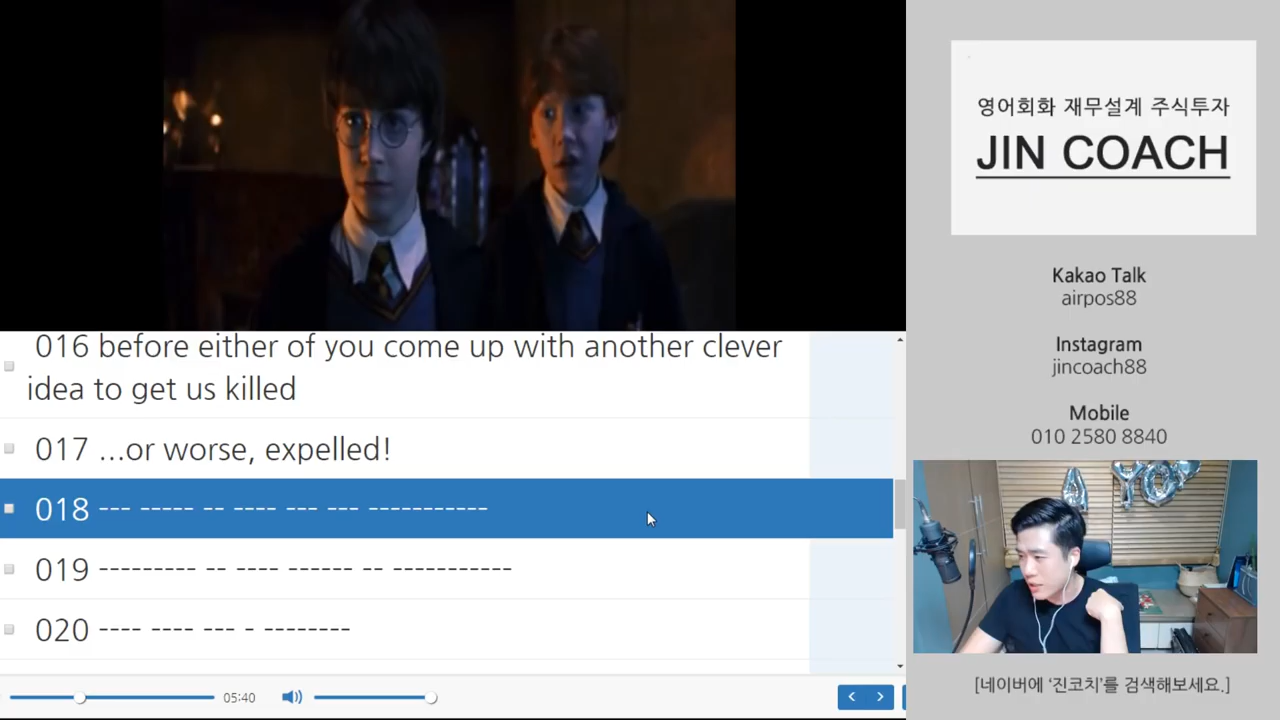 영어회화 재무설계 주식투자
JIN COACH
Kakao Talk
airpos88
Instagram
jincoach88
Mobile
010 2580 8840
016 before either of you come up with another clever
idea to get us killed
017 ...or worse, expelled!
018 --- ----- -- ---- --- --- -----------
019 --------- -- ---- ------ -- -----------
020 ---- ---- --- - --------
05:40
A YO
[네이버에 '진코치'를 검색해보세요.]